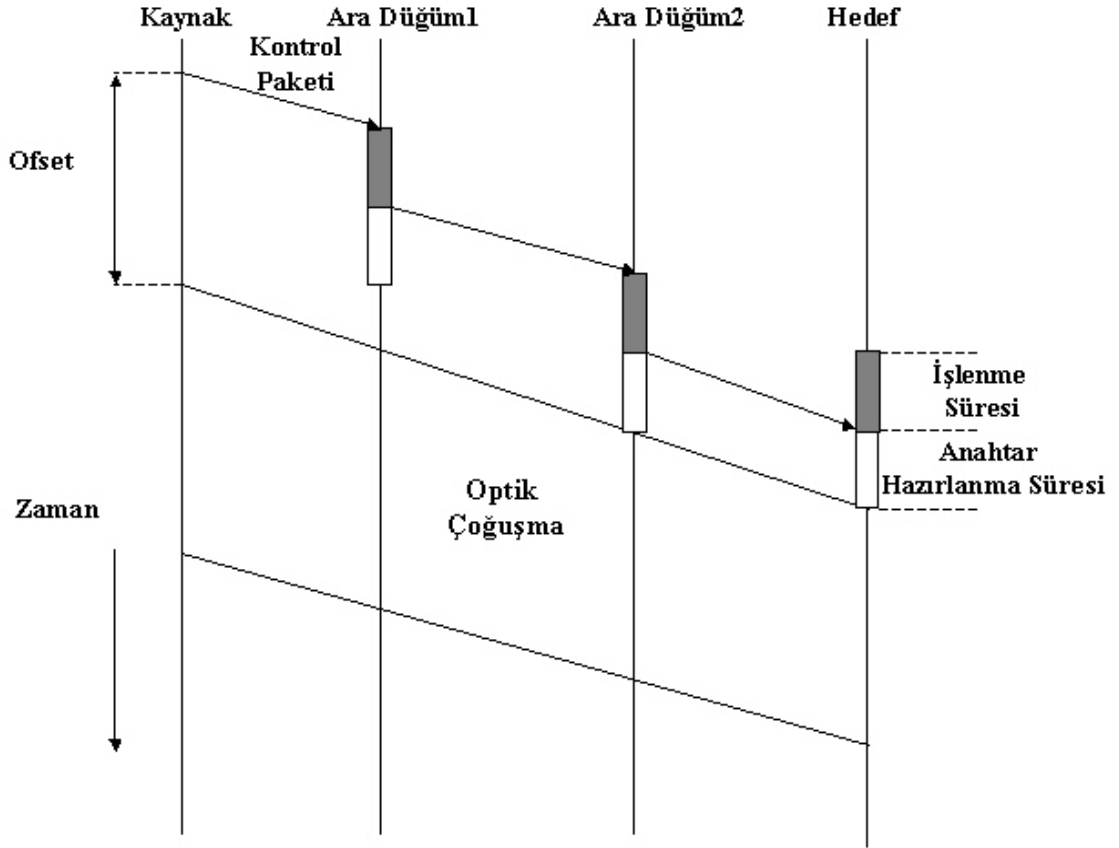 Kaynak
Ara Düğüm1
Ara Düğüm2
Hedef
Kontrol
Paketi
Ofset
İşlenme
Süresi
Anahtar
Hazırlanma Süresi
Optik
Çoğuşma
Zaman